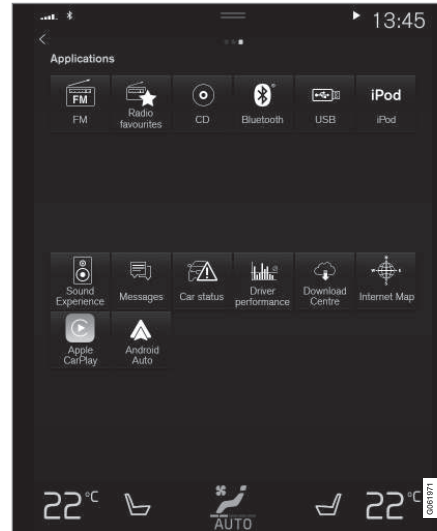 13:45
Applications
FM
iPod
FM
Radio
favourites
CD
Bluetooth
USB
iPod
Sound
Experience
Messages
Car status
Driver
performance
Download
Centre
Internet Map
Apple
CarPlay
Android
Auto
22°C
AUTO
22°C
G061971